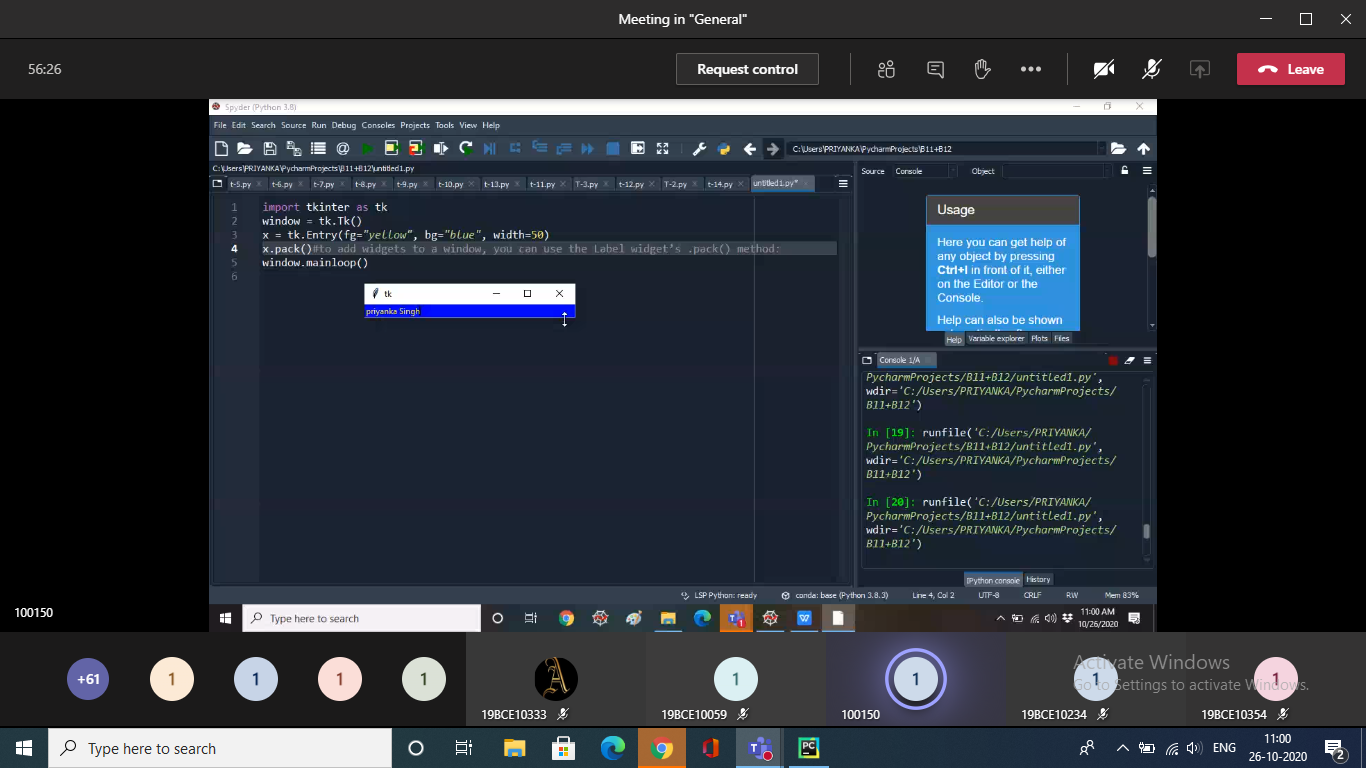 Meeting in "General"
56:26
Request control
Leave
Spyder (Python 3.8)
File Edit Search Source Run Debug Consoles Projects Tools View Help
C:\Users\PRIYANKA\PycharmProjects\B11+B12
C:\Users\PRIYANKA\PycharmProjects\B11+B12\untitled1.py
t-5.py t-6.py t-7.py t-8.py t-9.py t-10.py t-13.py t-11.py T-3.py t-12.py T-2.py t-14.py untitled1.py*
1 import tkinter as tk
2 window = tk.Tk()
3 x = tk.Entry(fg="yellow", bg="blue", width=50)
4 x.pack()#to add widgets to a window, you can use the Label widget's .pack() method:
5 window.mainloop()
6
tk
priyanka Singh
Source Console Object
Usage
Here you can get help of
any object by pressing
Ctrl+I in front of it, either
on the Editor or the
Console.
Help can also be shown
Help Variable explorer Plots Files
Console 1/A
PycharmProjects/B11+B12/untitled1.py',
wdir='C:/Users/PRIYANKA/PycharmProjects/
B11+B12')
In [19]: runfile('C:/Users/PRIYANKA/
PycharmProjects/B11+B12/untitled1.py',
wdir='C:/Users/PRIYANKA/PycharmProjects/
B11+B12')
In [20]: runfile('C:/Users/PRIYANKA/
PycharmProjects/B11+B12/untitled1.py',
wdir='C:/Users/PRIYANKA/PycharmProjects/
B11+B12')
IPython console History
LSP Python: ready conda: base (Python 3.8.3) Line 4, Col 2 UTF-8 CRLF RW Mem 83%
100150
Type here to search
11:00 AM
10/26/2020
+61 1 1 1 1 1 1 1 1
19BCE10333 19BCE10059 100150 19BCE10234 19BCE10354
Activate Windows
Go to Settings to activate Windows.
Type here to search
ENG
11:00
26-10-2020
2